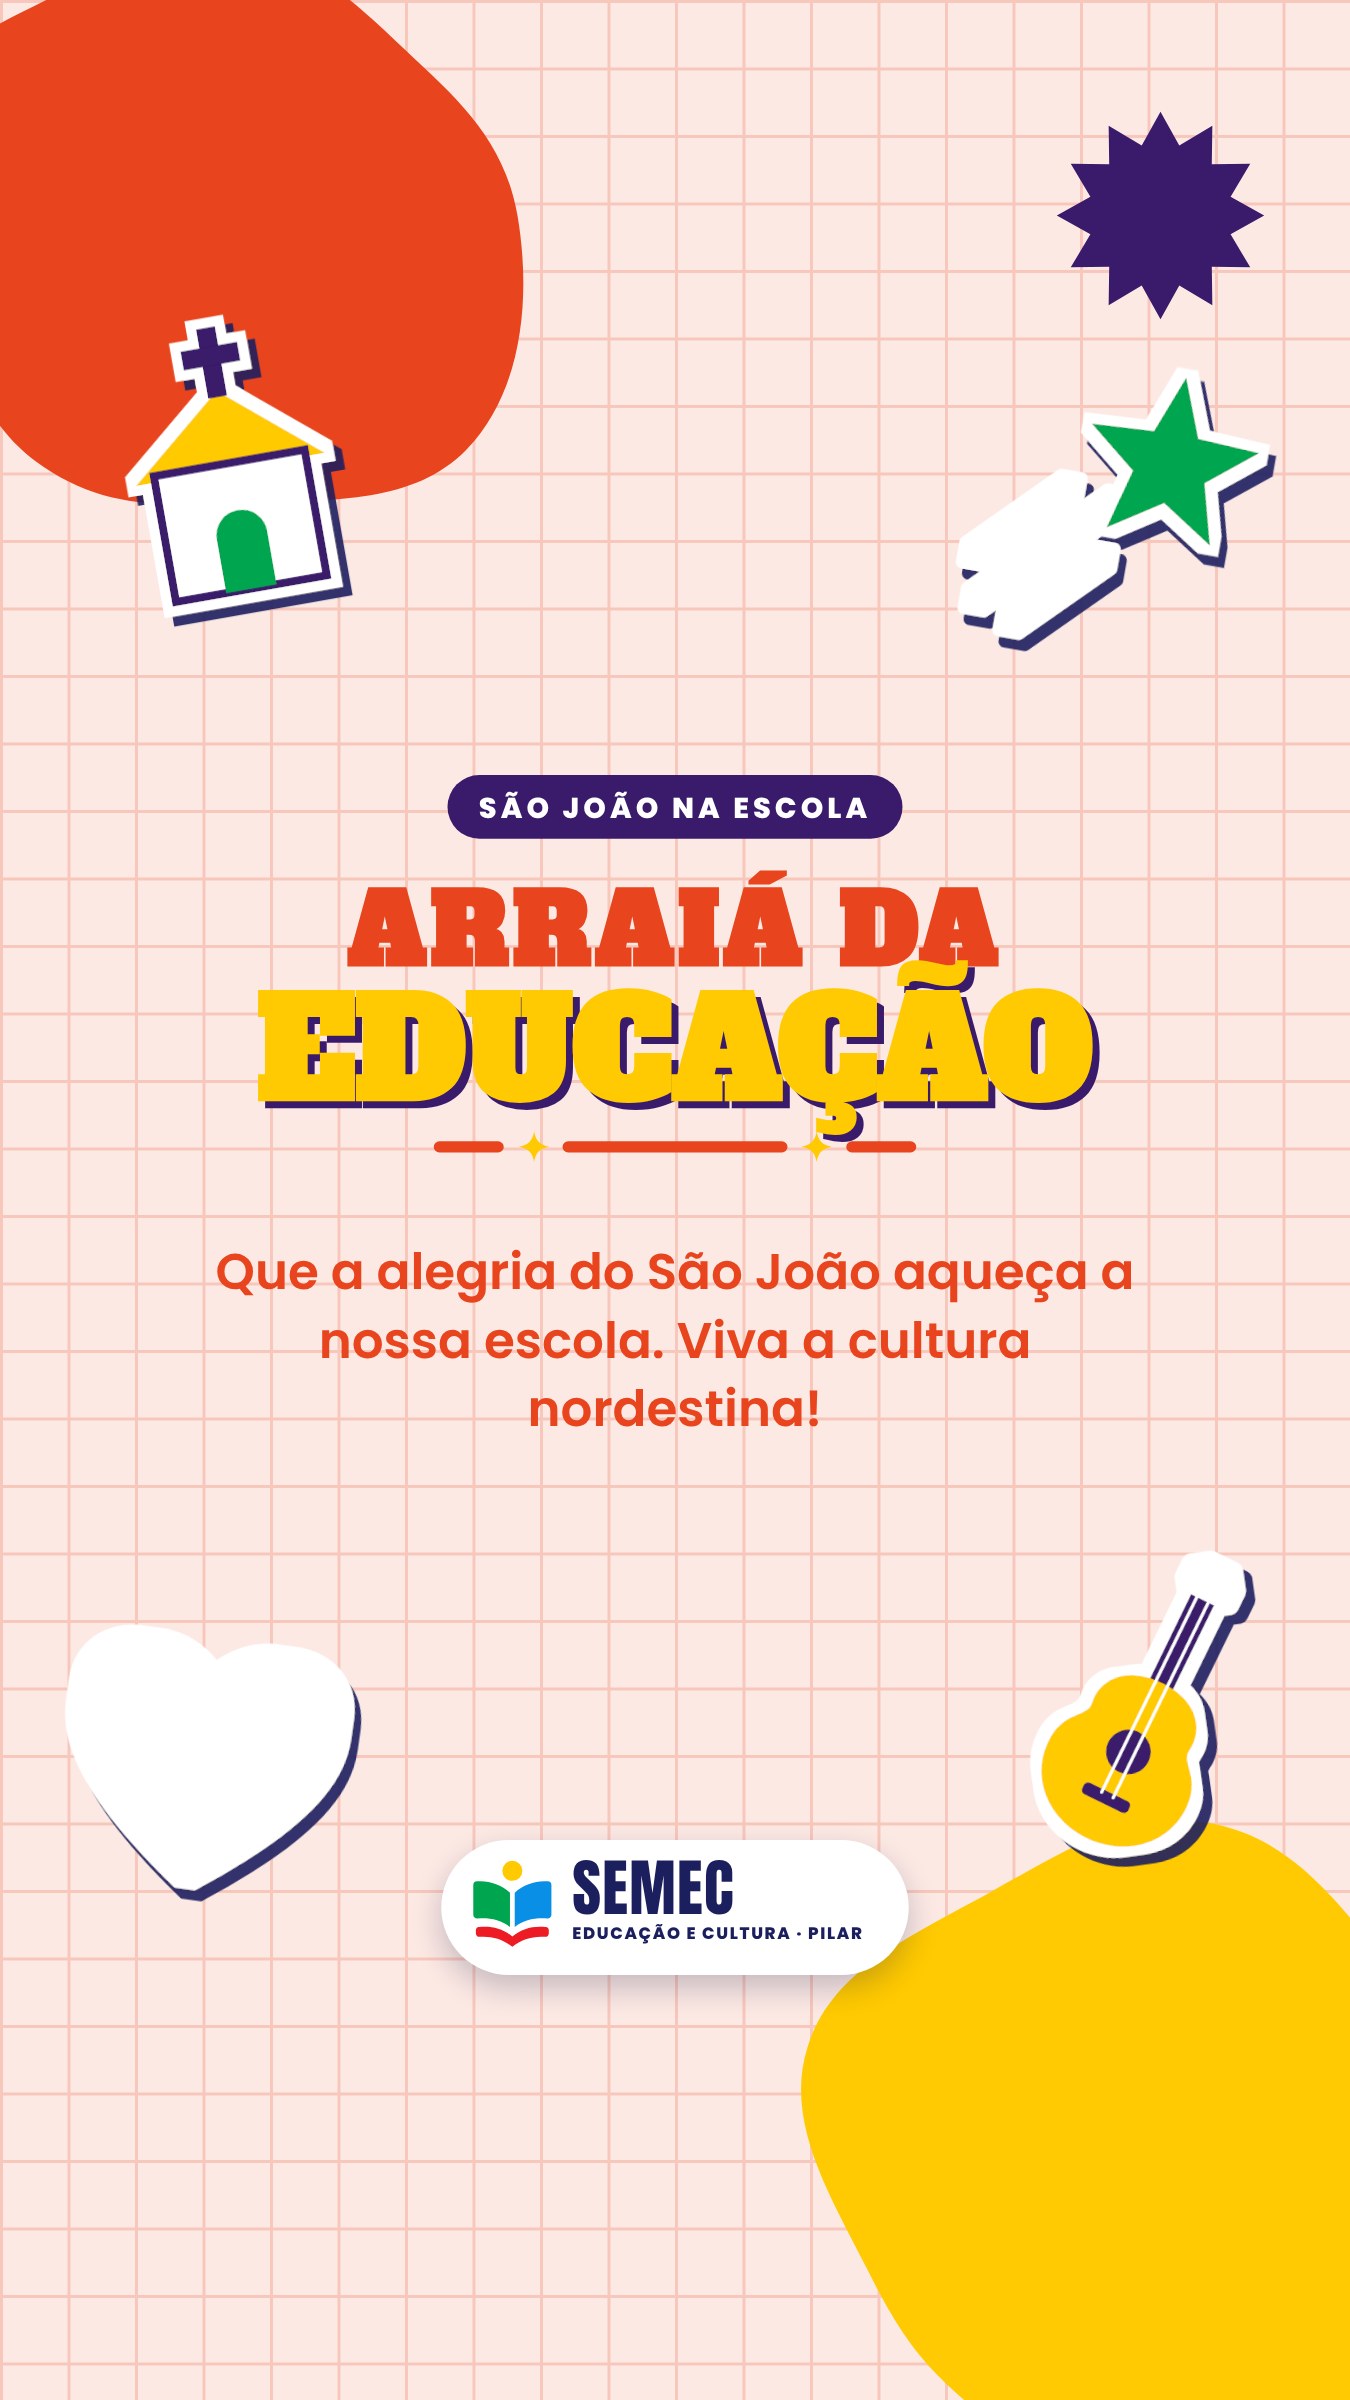 SÃO JOÃO NA ESCOLA
ARRAIÁ DA
EDUCAÇÃO
Que a alegria do São João aqueça a
nossa escola. Viva a cultura
nordestina!
SEMEC
EDUCAÇÃO E CULTURA · PILAR